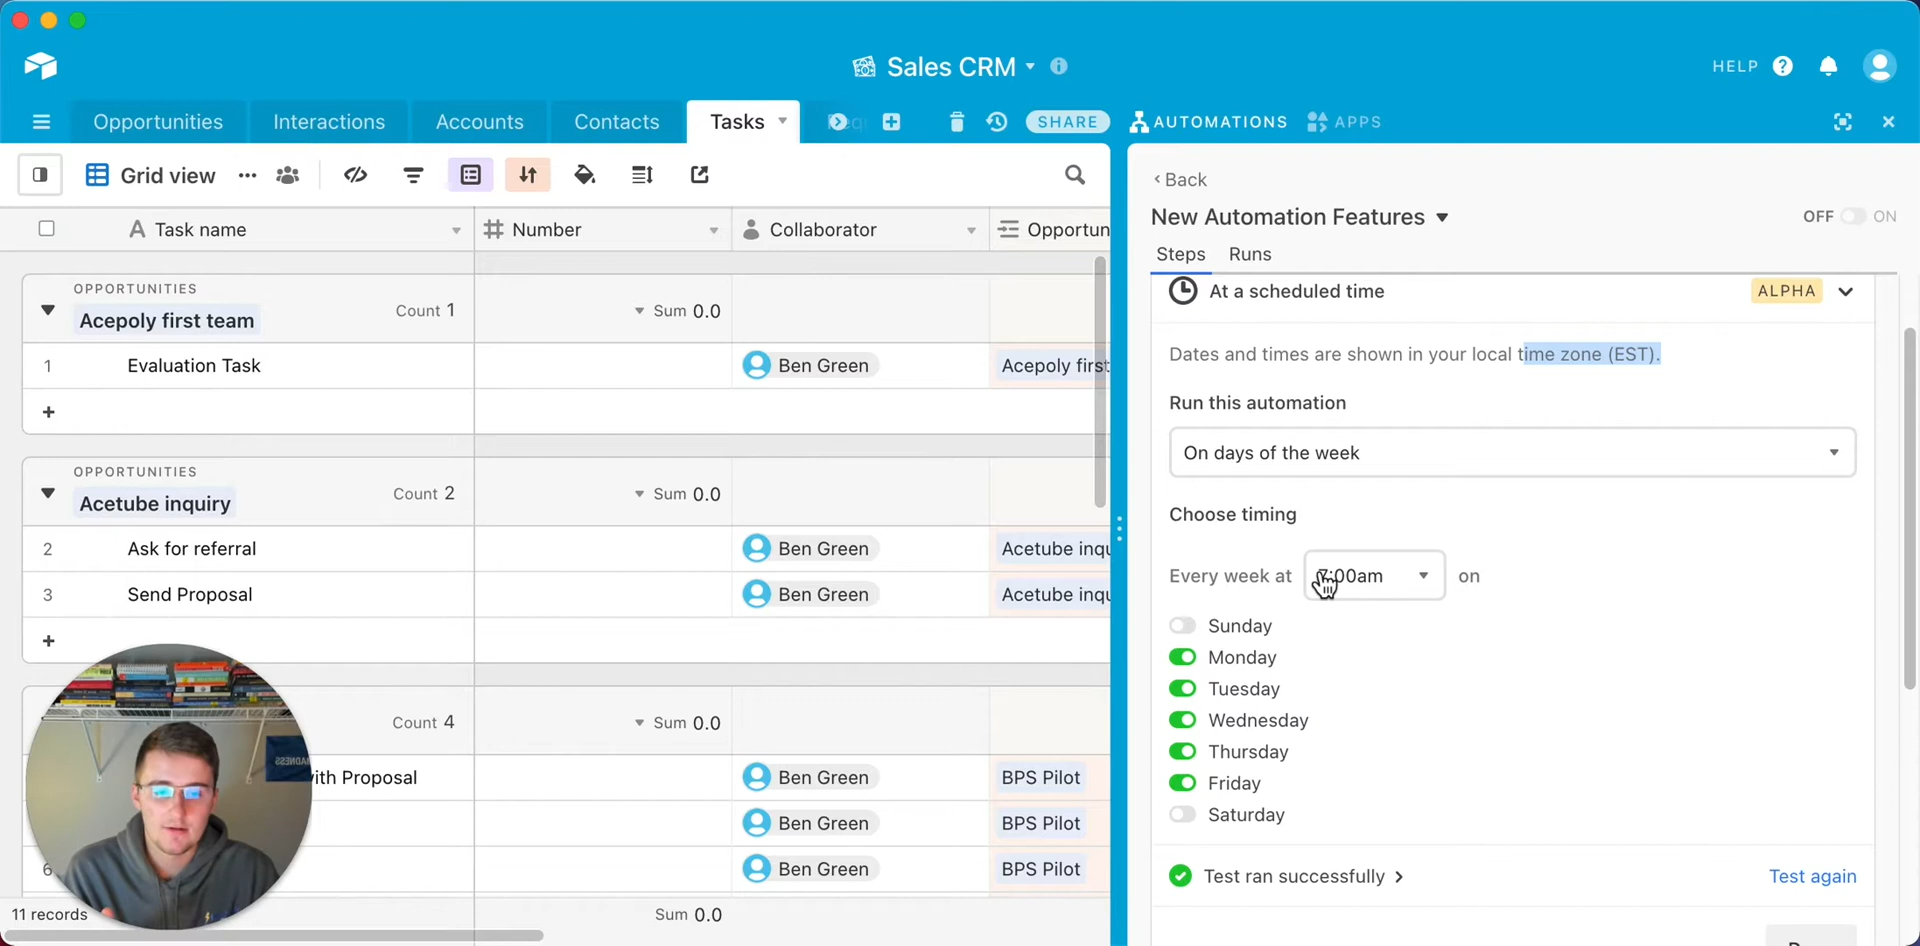 Sales CRM
HELP
Opportunities
Interactions
Accounts
Contacts
Tasks
SHARE
AUTOMATIONS
APPS
Grid view
Task name
Number
Collaborator
Opportun
OPPORTUNITIES
Acepoly first team
Count 1
Sum 0.0
1
Evaluation Task
Ben Green
Acepoly first
OPPORTUNITIES
Acetube inquiry
Count 2
Sum 0.0
2
Ask for referral
Ben Green
Acetube inqu
3
Send Proposal
Ben Green
Acetube inqu
Count 4
Sum 0.0
with Proposal
Ben Green
BPS Pilot
Ben Green
BPS Pilot
6
Ben Green
BPS Pilot
11 records
Sum 0.0
Back
New Automation Features
OFF
ON
Steps
Runs
At a scheduled time
ALPHA
Dates and times are shown in your local time zone (EST).
Run this automation
On days of the week
Choose timing
Every week at
7:00am
on
Sunday
Monday
Tuesday
Wednesday
Thursday
Friday
Saturday
Test ran successfully
Test again